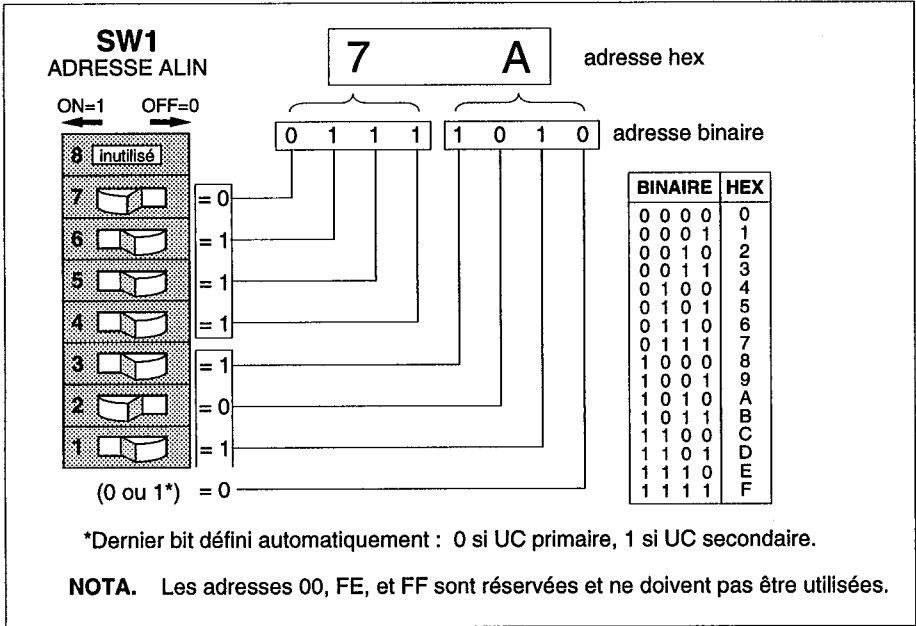 SW1
ADRESSE ALIN
ON=1 OFF=0
7 A
adresse hex
0 1 1 1 1 0 1 0
adresse binaire
8 inutilisé
7 = 0
6 = 1
5 = 1
4 = 1
3 = 1
2 = 0
1 = 1
(0 ou 1*) = 0
BINAIRE HEX
0 0 0 0 0
0 0 0 1 1
0 0 1 0 2
0 0 1 1 3
0 1 0 0 4
0 1 0 1 5
0 1 1 0 6
0 1 1 1 7
1 0 0 0 8
1 0 0 1 9
1 0 1 0 A
1 0 1 1 B
1 1 0 0 C
1 1 0 1 D
1 1 1 0 E
1 1 1 1 F
*Dernier bit défini automatiquement : 0 si UC primaire, 1 si UC secondaire.
NOTA. Les adresses 00, FE, et FF sont réservées et ne doivent pas être utilisées.